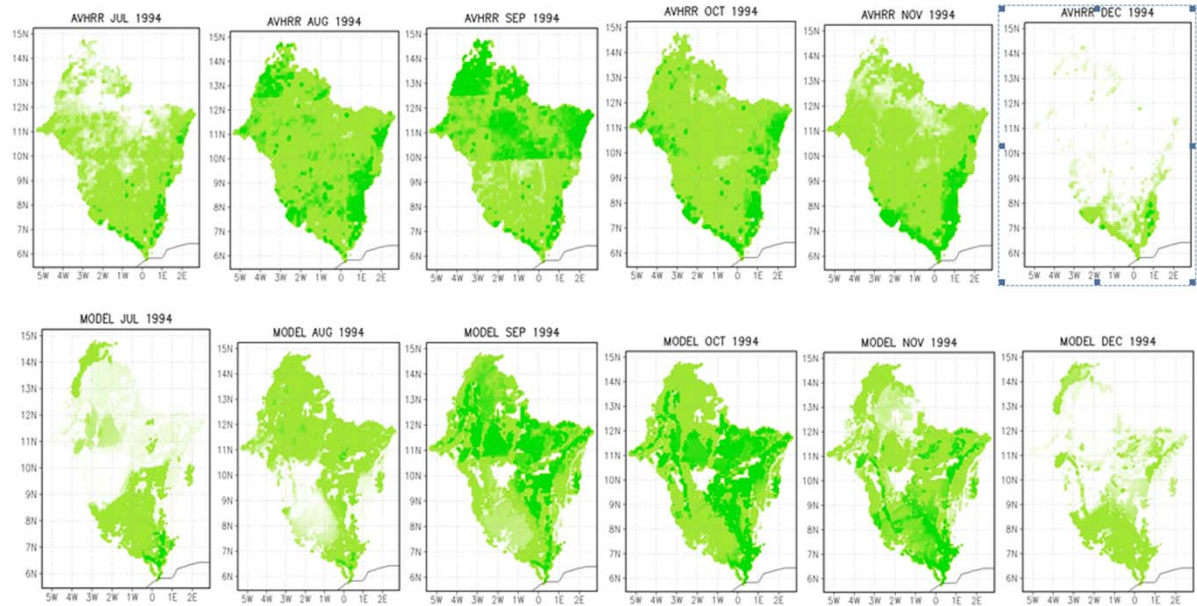 AVHRR JUL 1994
15N
14N
13N
12N
11N
10N
9N
8N
7N
6N
5W 4W 3W 2W 1W 0 1E 2E
AVHRR AUG 1994
15N
14N
13N
12N
11N
10N
9N
8N
7N
6N
5W 4W 3W 2W 1W 0 1E 2E
AVHRR SEP 1994
15N
14N
13N
12N
11N
10N
9N
8N
7N
6N
5W 4W 3W 2W 1W 0 1E 2E
AVHRR OCT 1994
15N
14N
13N
12N
11N
10N
9N
8N
7N
6N
5W 4W 3W 2W 1W 0 1E 2E
AVHRR NOV 1994
15N
14N
13N
12N
11N
10N
9N
8N
7N
6N
5W 4W 3W 2W 1W 0 1E 2E
AVHRR DEC 1994
15N
14N
13N
12N
11N
10N
9N
8N
7N
6N
5W 4W 3W 2W 1W 0 1E 2E
MODEL JUL 1994
15N
14N
13N
12N
11N
10N
9N
8N
7N
6N
5W 4W 3W 2W 1W 0 1E 2E
MODEL AUG 1994
15N
14N
13N
12N
11N
10N
9N
8N
7N
6N
5W 4W 3W 2W 1W 0 1E 2E
MODEL SEP 1994
15N
14N
13N
12N
11N
10N
9N
8N
7N
6N
5W 4W 3W 2W 1W 0 1E 2E
MODEL OCT 1994
15N
14N
13N
12N
11N
10N
9N
8N
7N
6N
5W 4W 3W 2W 1W 0 1E 2E
MODEL NOV 1994
15N
14N
13N
12N
11N
10N
9N
8N
7N
6N
5W 4W 3W 2W 1W 0 1E 2E
MODEL DEC 1994
15N
14N
13N
12N
11N
10N
9N
8N
7N
6N
5W 4W 3W 2W 1W 0 1E 2E